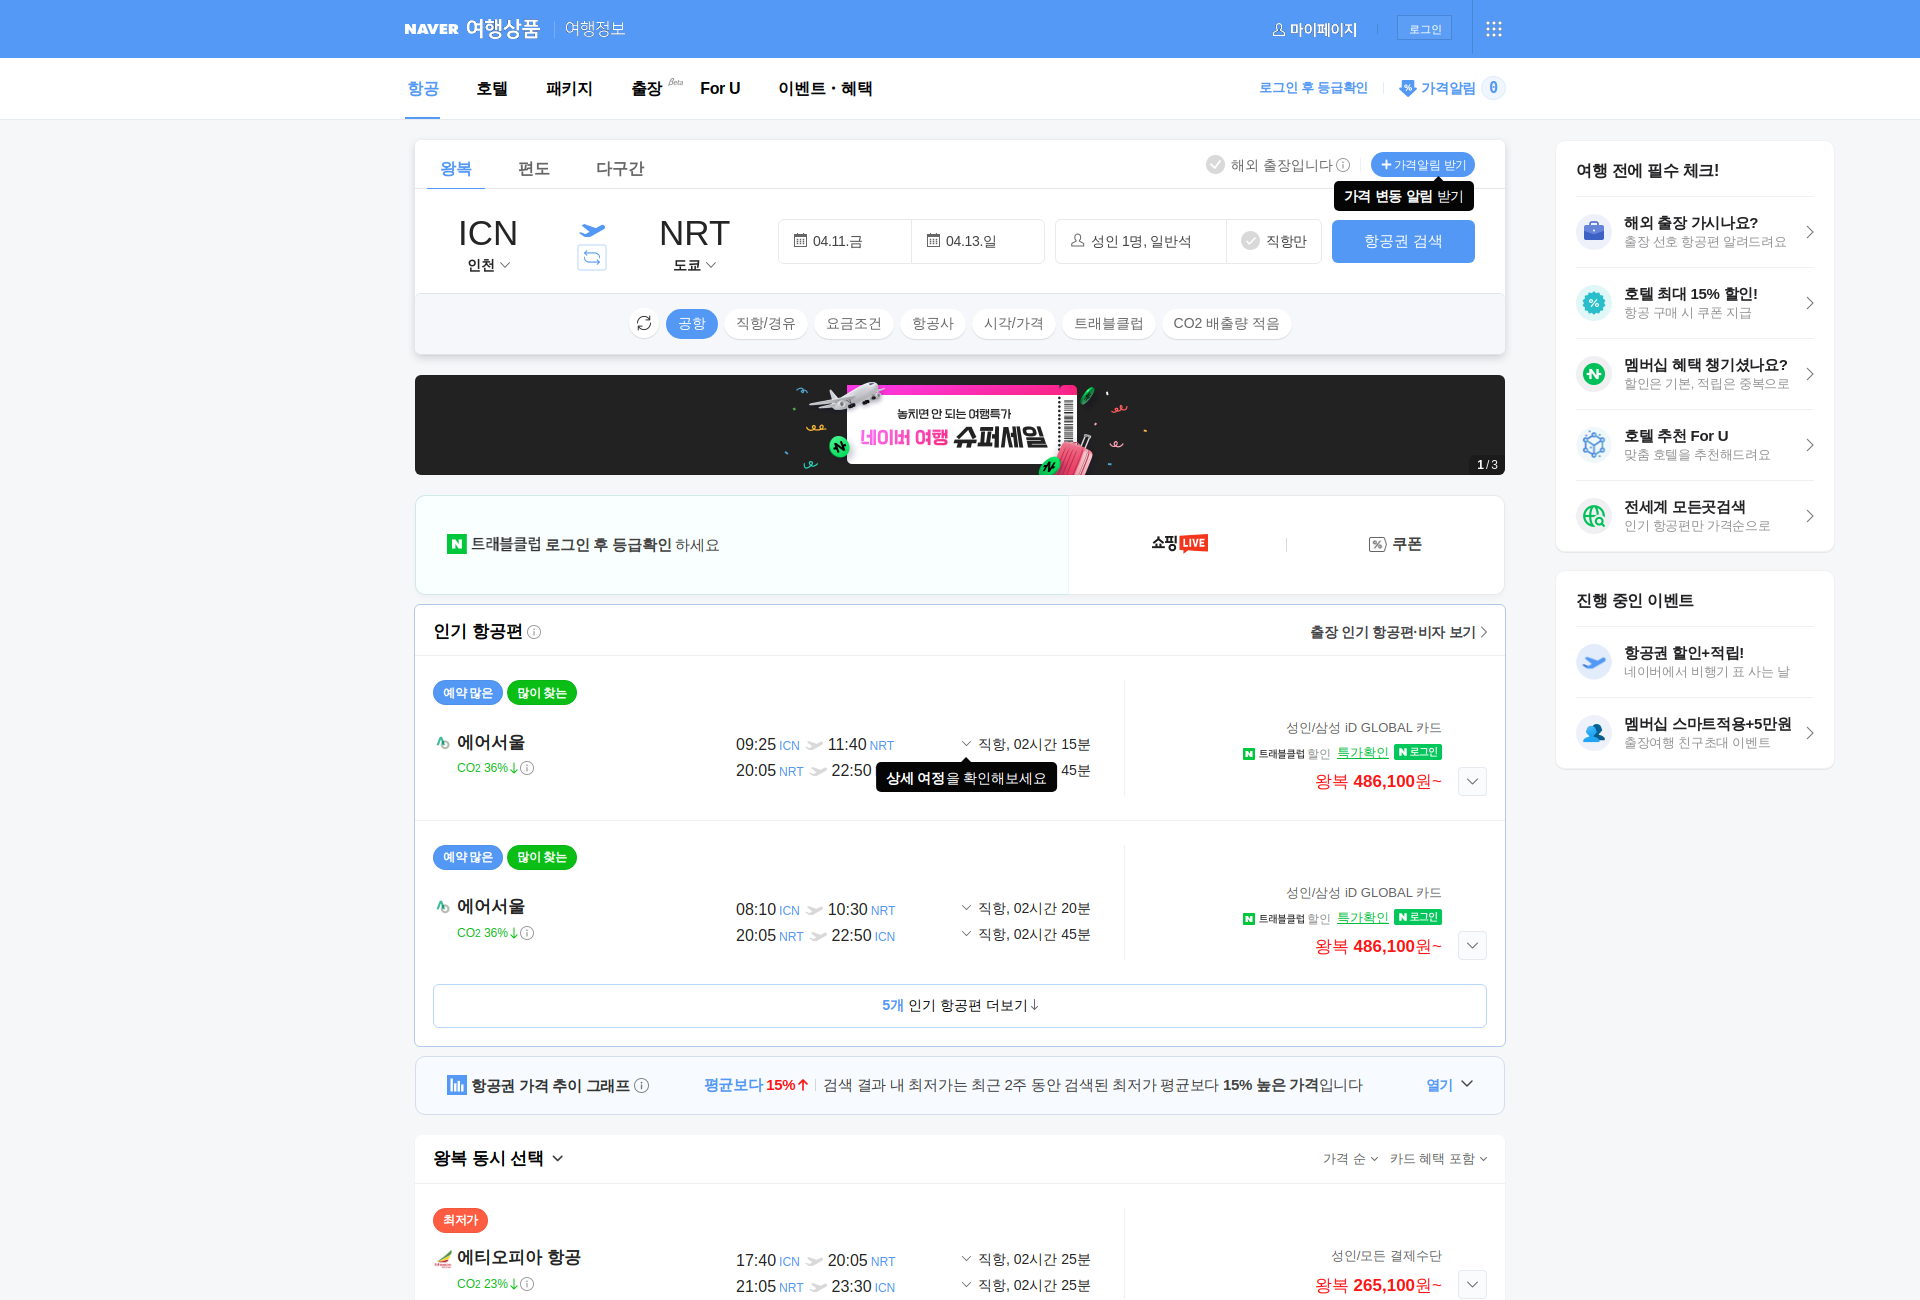 NAVER 여행상품 여행정보
마이페이지 로그인
항공 호텔 패키지 출장 Beta For U 이벤트・혜택
로그인 후 등급확인 가격알림 0
왕복 편도 다구간
해외 출장입니다 가격알림 받기
가격 변동 알림 받기
ICN NRT
인천 도쿄
04.11.금 04.13.일 성인 1명, 일반석 직항만 항공권 검색
공항 직항/경유 요금조건 항공사 시각/가격 트래블클럽 CO2 배출량 적음
놓치면 안 되는 여행특가
네이버 여행 슈퍼세일
1 / 3
N 트래블클럽 로그인 후 등급확인 하세요
쇼핑LIVE 쿠폰
인기 항공편
출장 인기 항공편·비자 보기
예약 많은 많이 찾는
에어서울
CO2 36%↓
09:25 ICN 11:40 NRT 직항, 02시간 15분
20:05 NRT 22:50 45분
상세 여정을 확인해보세요
성인/삼성 iD GLOBAL 카드
N 트래블클럽 할인 특가확인 N 로그인
왕복 486,100원~
예약 많은 많이 찾는
에어서울
CO2 36%↓
08:10 ICN 10:30 NRT 직항, 02시간 20분
20:05 NRT 22:50 ICN 직항, 02시간 45분
성인/삼성 iD GLOBAL 카드
N 트래블클럽 할인 특가확인 N 로그인
왕복 486,100원~
5개 인기 항공편 더보기↓
항공권 가격 추이 그래프 평균보다 15%↑ 검색 결과 내 최저가는 최근 2주 동안 검색된 최저가 평균보다 15% 높은 가격입니다 열기
왕복 동시 선택
가격 순 카드 혜택 포함
최저가
에티오피아 항공
CO2 23%↓
17:40 ICN 20:05 NRT 직항, 02시간 25분
21:05 NRT 23:30 ICN 직항, 02시간 25분
성인/모든 결제수단
왕복 265,100원~
여행 전에 필수 체크!
해외 출장 가시나요?
출장 선호 항공편 알려드려요
호텔 최대 15% 할인!
항공 구매 시 쿠폰 지급
멤버십 혜택 챙기셨나요?
할인은 기본, 적립은 중복으로
호텔 추천 For U
맞춤 호텔을 추천해드려요
전세계 모든곳검색
인기 항공편만 가격순으로
진행 중인 이벤트
항공권 할인+적립!
네이버에서 비행기 표 사는 날
멤버십 스마트적용+5만원
출장여행 친구초대 이벤트